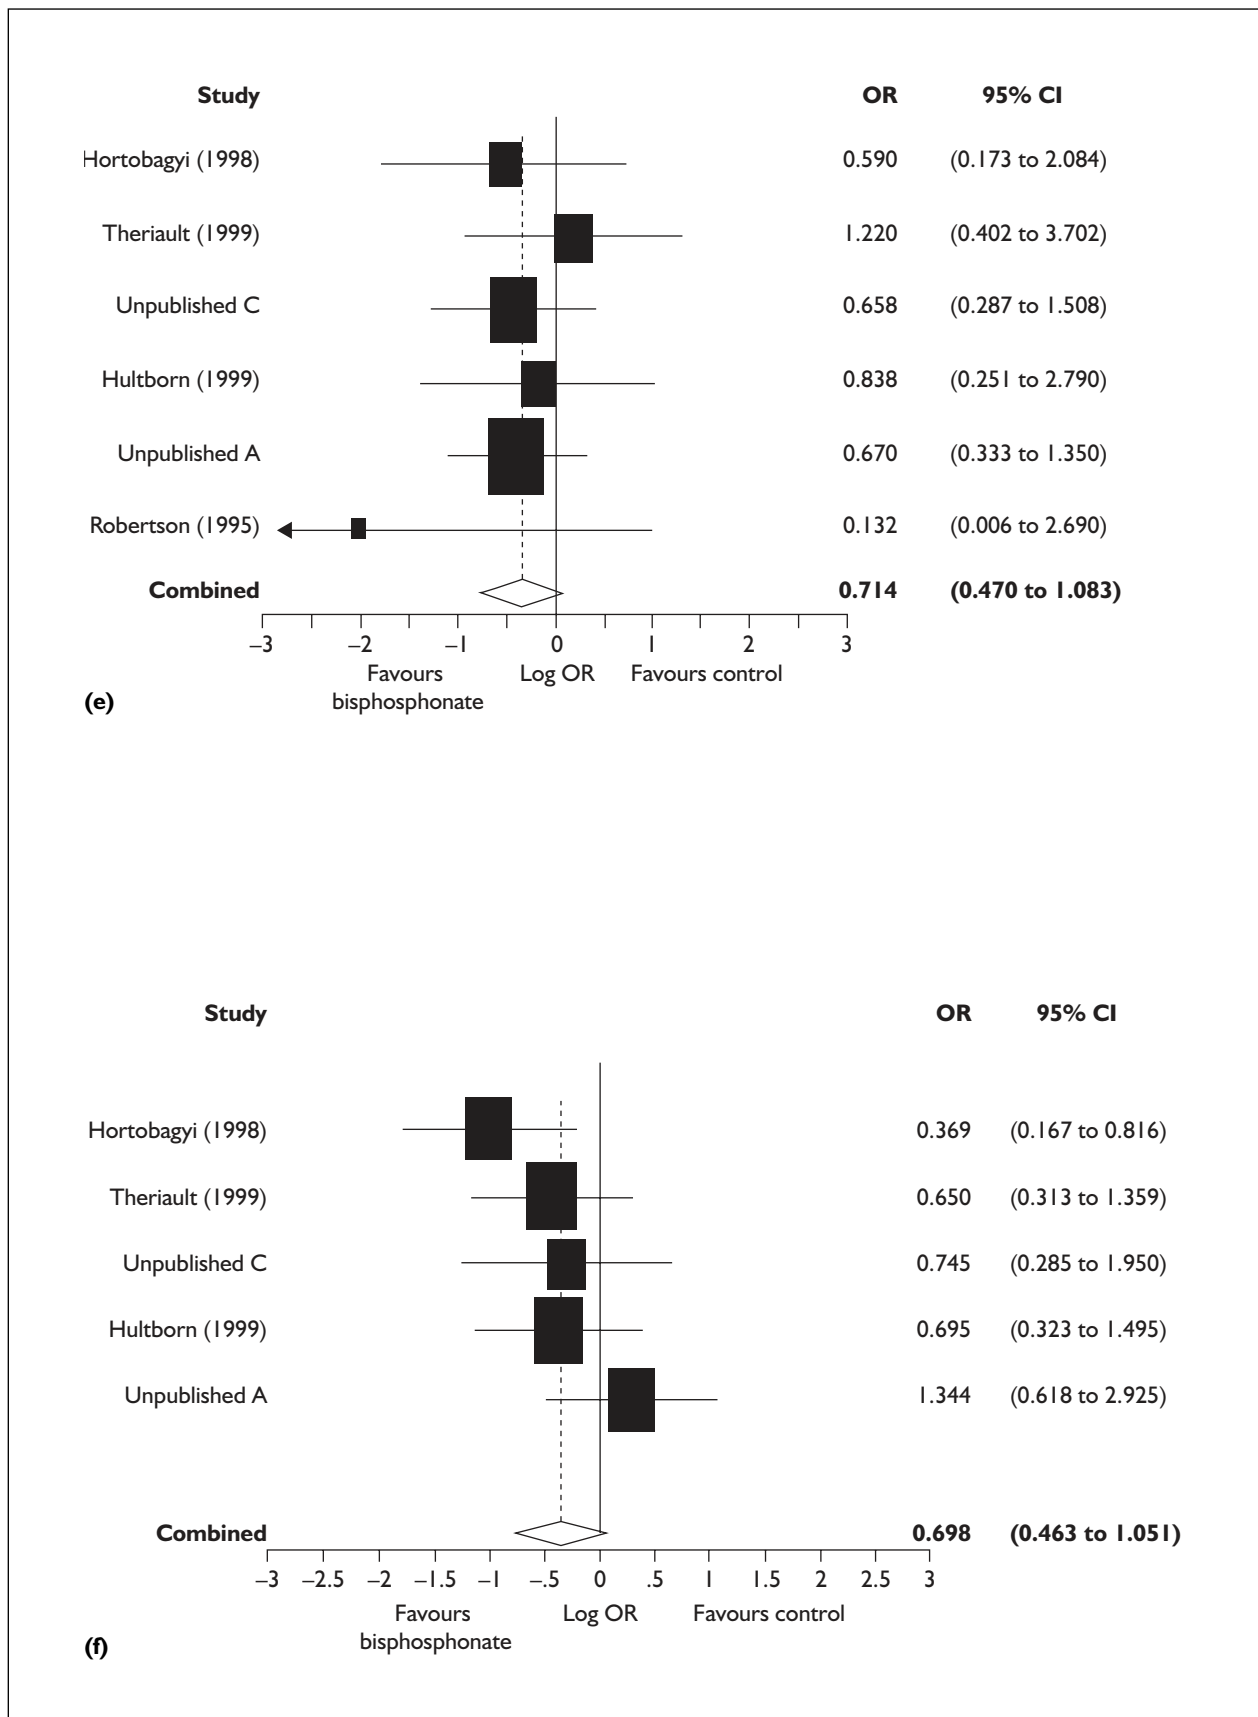 Study OR 95% CI
Hortobagyi (1998) 0.590 (0.173 to 2.084)
Theriault (1999) 1.220 (0.402 to 3.702)
Unpublished C 0.658 (0.287 to 1.508)
Hultborn (1999) 0.838 (0.251 to 2.790)
Unpublished A 0.670 (0.333 to 1.350)
Robertson (1995) 0.132 (0.006 to 2.690)
Combined 0.714 (0.470 to 1.083)
–3 –2 –1 0 1 2 3
Favours bisphosphonate Log OR Favours control
(e)
Study OR 95% CI
Hortobagyi (1998) 0.369 (0.167 to 0.816)
Theriault (1999) 0.650 (0.313 to 1.359)
Unpublished C 0.745 (0.285 to 1.950)
Hultborn (1999) 0.695 (0.323 to 1.495)
Unpublished A 1.344 (0.618 to 2.925)
Combined 0.698 (0.463 to 1.051)
–3 –2.5 –2 –1.5 –1 –.5 0 .5 1 1.5 2 2.5 3
Favours bisphosphonate Log OR Favours control
(f)